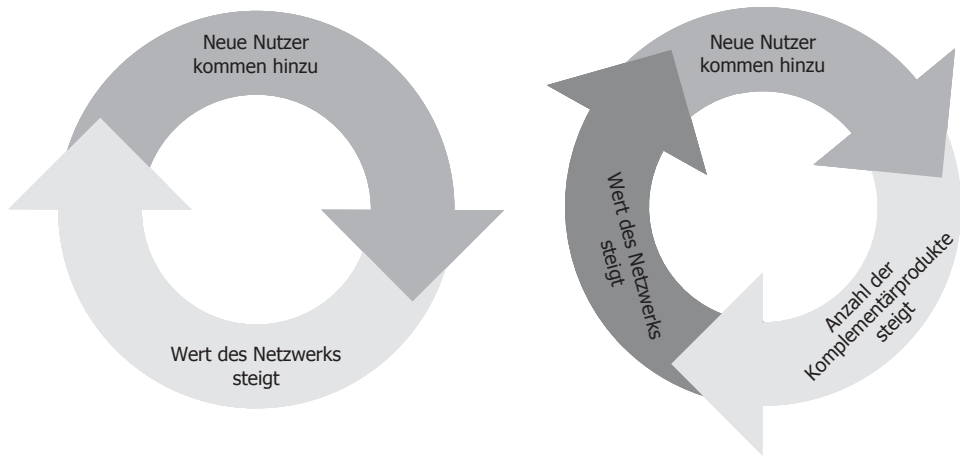 Neue Nutzer
kommen hinzu
Wert des Netzwerks
steigt
Neue Nutzer
kommen hinzu
Anzahl der
Komplementärprodukte
steigt
Wert des Netzwerks
steigt